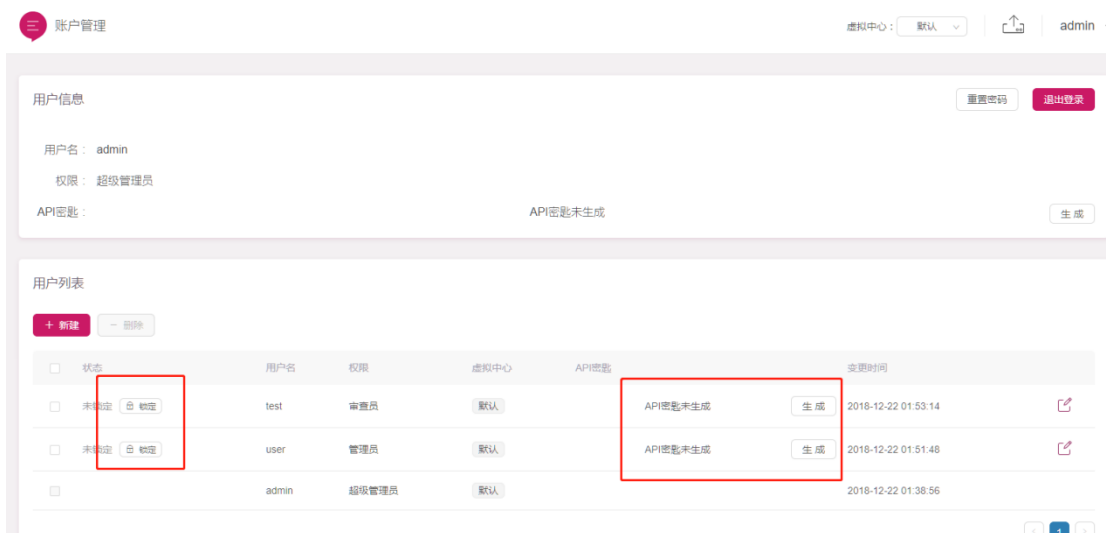 账户管理 虚拟中心： 默认 admin
用户信息 重置密码 退出登录
用户名： admin
权限： 超级管理员
API密匙： API密匙未生成 生成
用户列表
+ 新建 − 删除
状态 用户名 权限 虚拟中心 API密匙 变更时间
未锁定 锁定 test 审查员 默认 API密匙未生成 生成 2018-12-22 01:53:14
未锁定 锁定 user 管理员 默认 API密匙未生成 生成 2018-12-22 01:51:48
admin 超级管理员 默认 2018-12-22 01:38:56
< 1 >